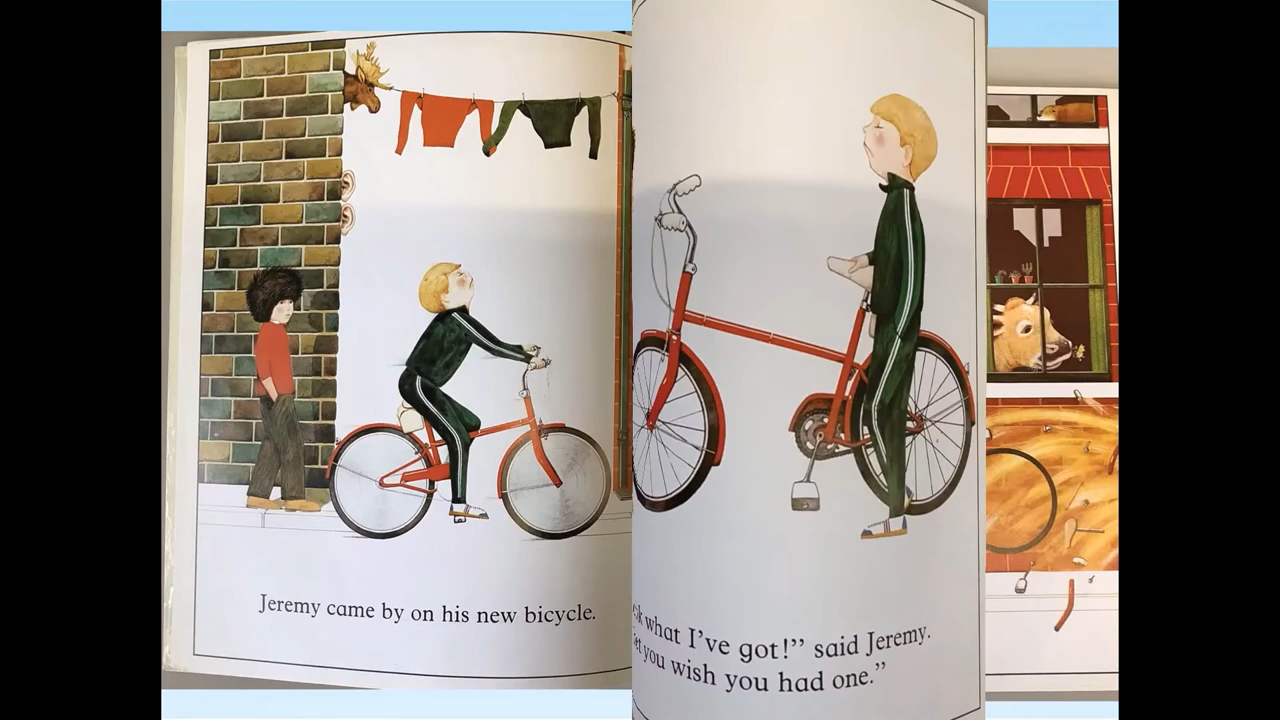 Jeremy came by on his new bicycle.
what I've got!” said Jeremy.
you wish you had one.”